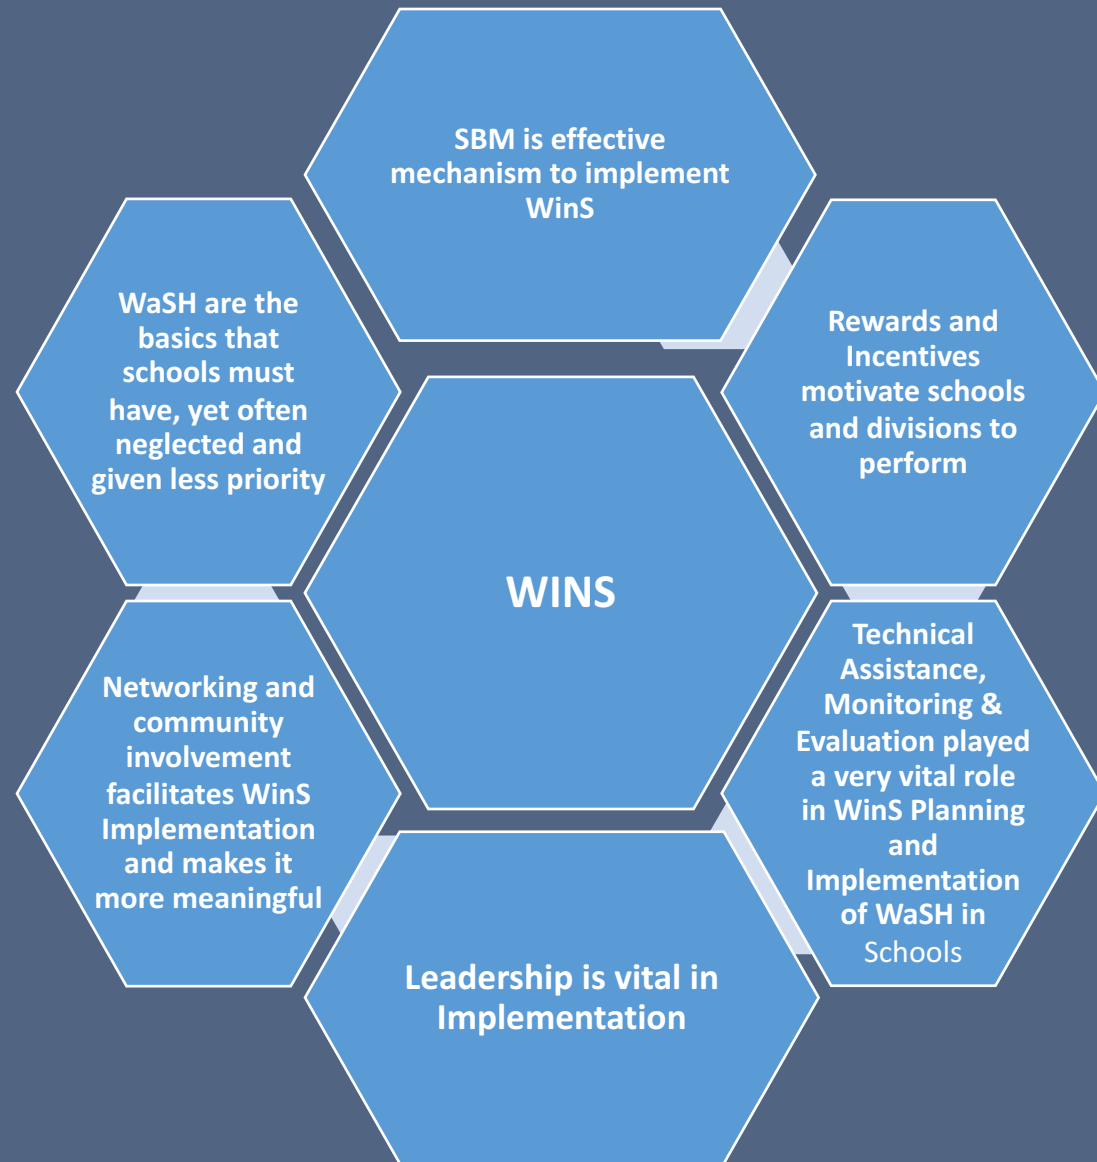 SBM is effective
mechanism to implement
WinS
Rewards and
Incentives
motivate schools
and divisions to
perform
Technical
Assistance,
Monitoring &
Evaluation played
a very vital role
in WinS Planning
and
Implementation
of WaSH in
Schools
Leadership is vital in
Implementation
Networking and
community
involvement
facilitates WinS
Implementation
and makes it
more meaningful
WaSH are the
basics that
schools must
have, yet often
neglected and
given less priority
WINS